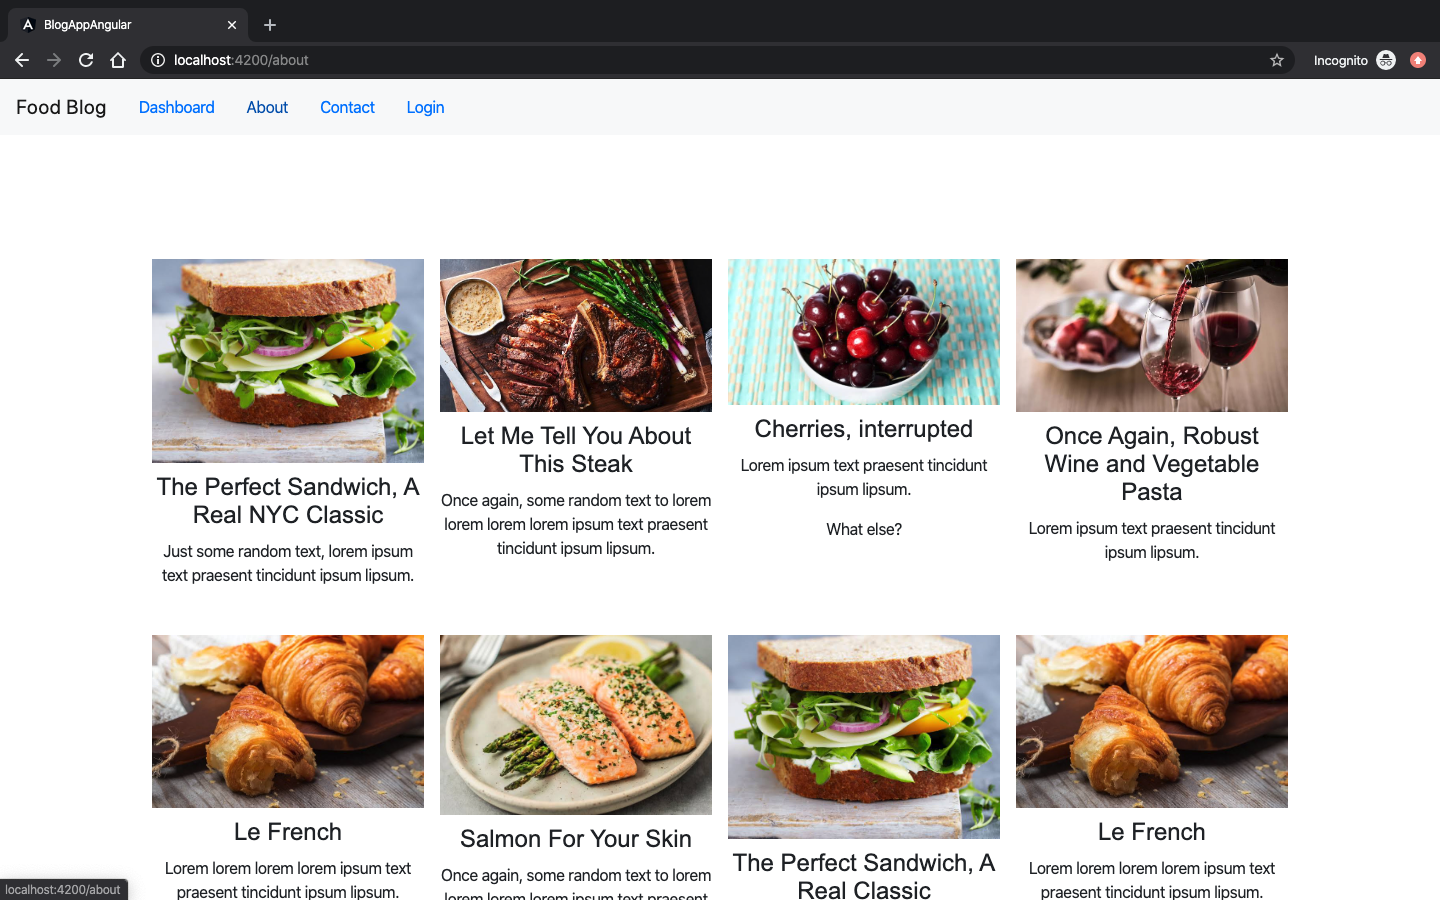 BlogAppAngular
localhost:4200/about
Incognito
Food Blog
Dashboard
About
Contact
Login
The Perfect Sandwich, A
Real NYC Classic
Just some random text, lorem ipsum
text praesent tincidunt ipsum lipsum.
Let Me Tell You About
This Steak
Once again, some random text to lorem
lorem lorem lorem ipsum text praesent
tincidunt ipsum lipsum.
Cherries, interrupted
Lorem ipsum text praesent tincidunt
ipsum lipsum.
What else?
Once Again, Robust
Wine and Vegetable
Pasta
Lorem ipsum text praesent tincidunt
ipsum lipsum.
Le French
Lorem lorem lorem lorem ipsum text
praesent tincidunt ipsum lipsum.
Salmon For Your Skin
Once again, some random text to lorem
lorem lorem lorem ipsum text praesent
The Perfect Sandwich, A
Real Classic
Le French
Lorem lorem lorem lorem ipsum text
praesent tincidunt ipsum lipsum.
localhost:4200/about